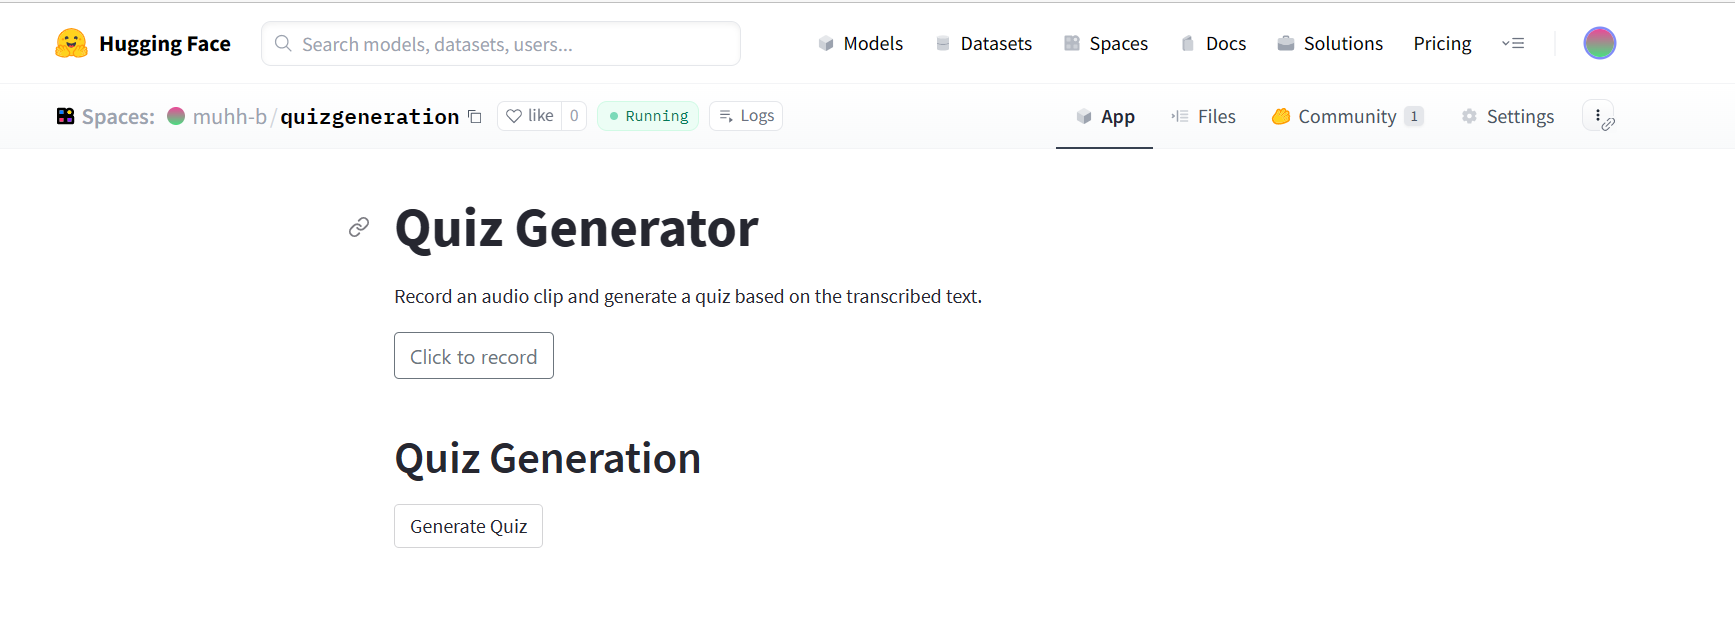 Hugging Face Search models, datasets, users... Models Datasets Spaces Docs Solutions Pricing
Spaces: muhh-b/quizgeneration like 0 Running Logs App Files Community 1 Settings
Quiz Generator
Record an audio clip and generate a quiz based on the transcribed text.
Click to record
Quiz Generation
Generate Quiz